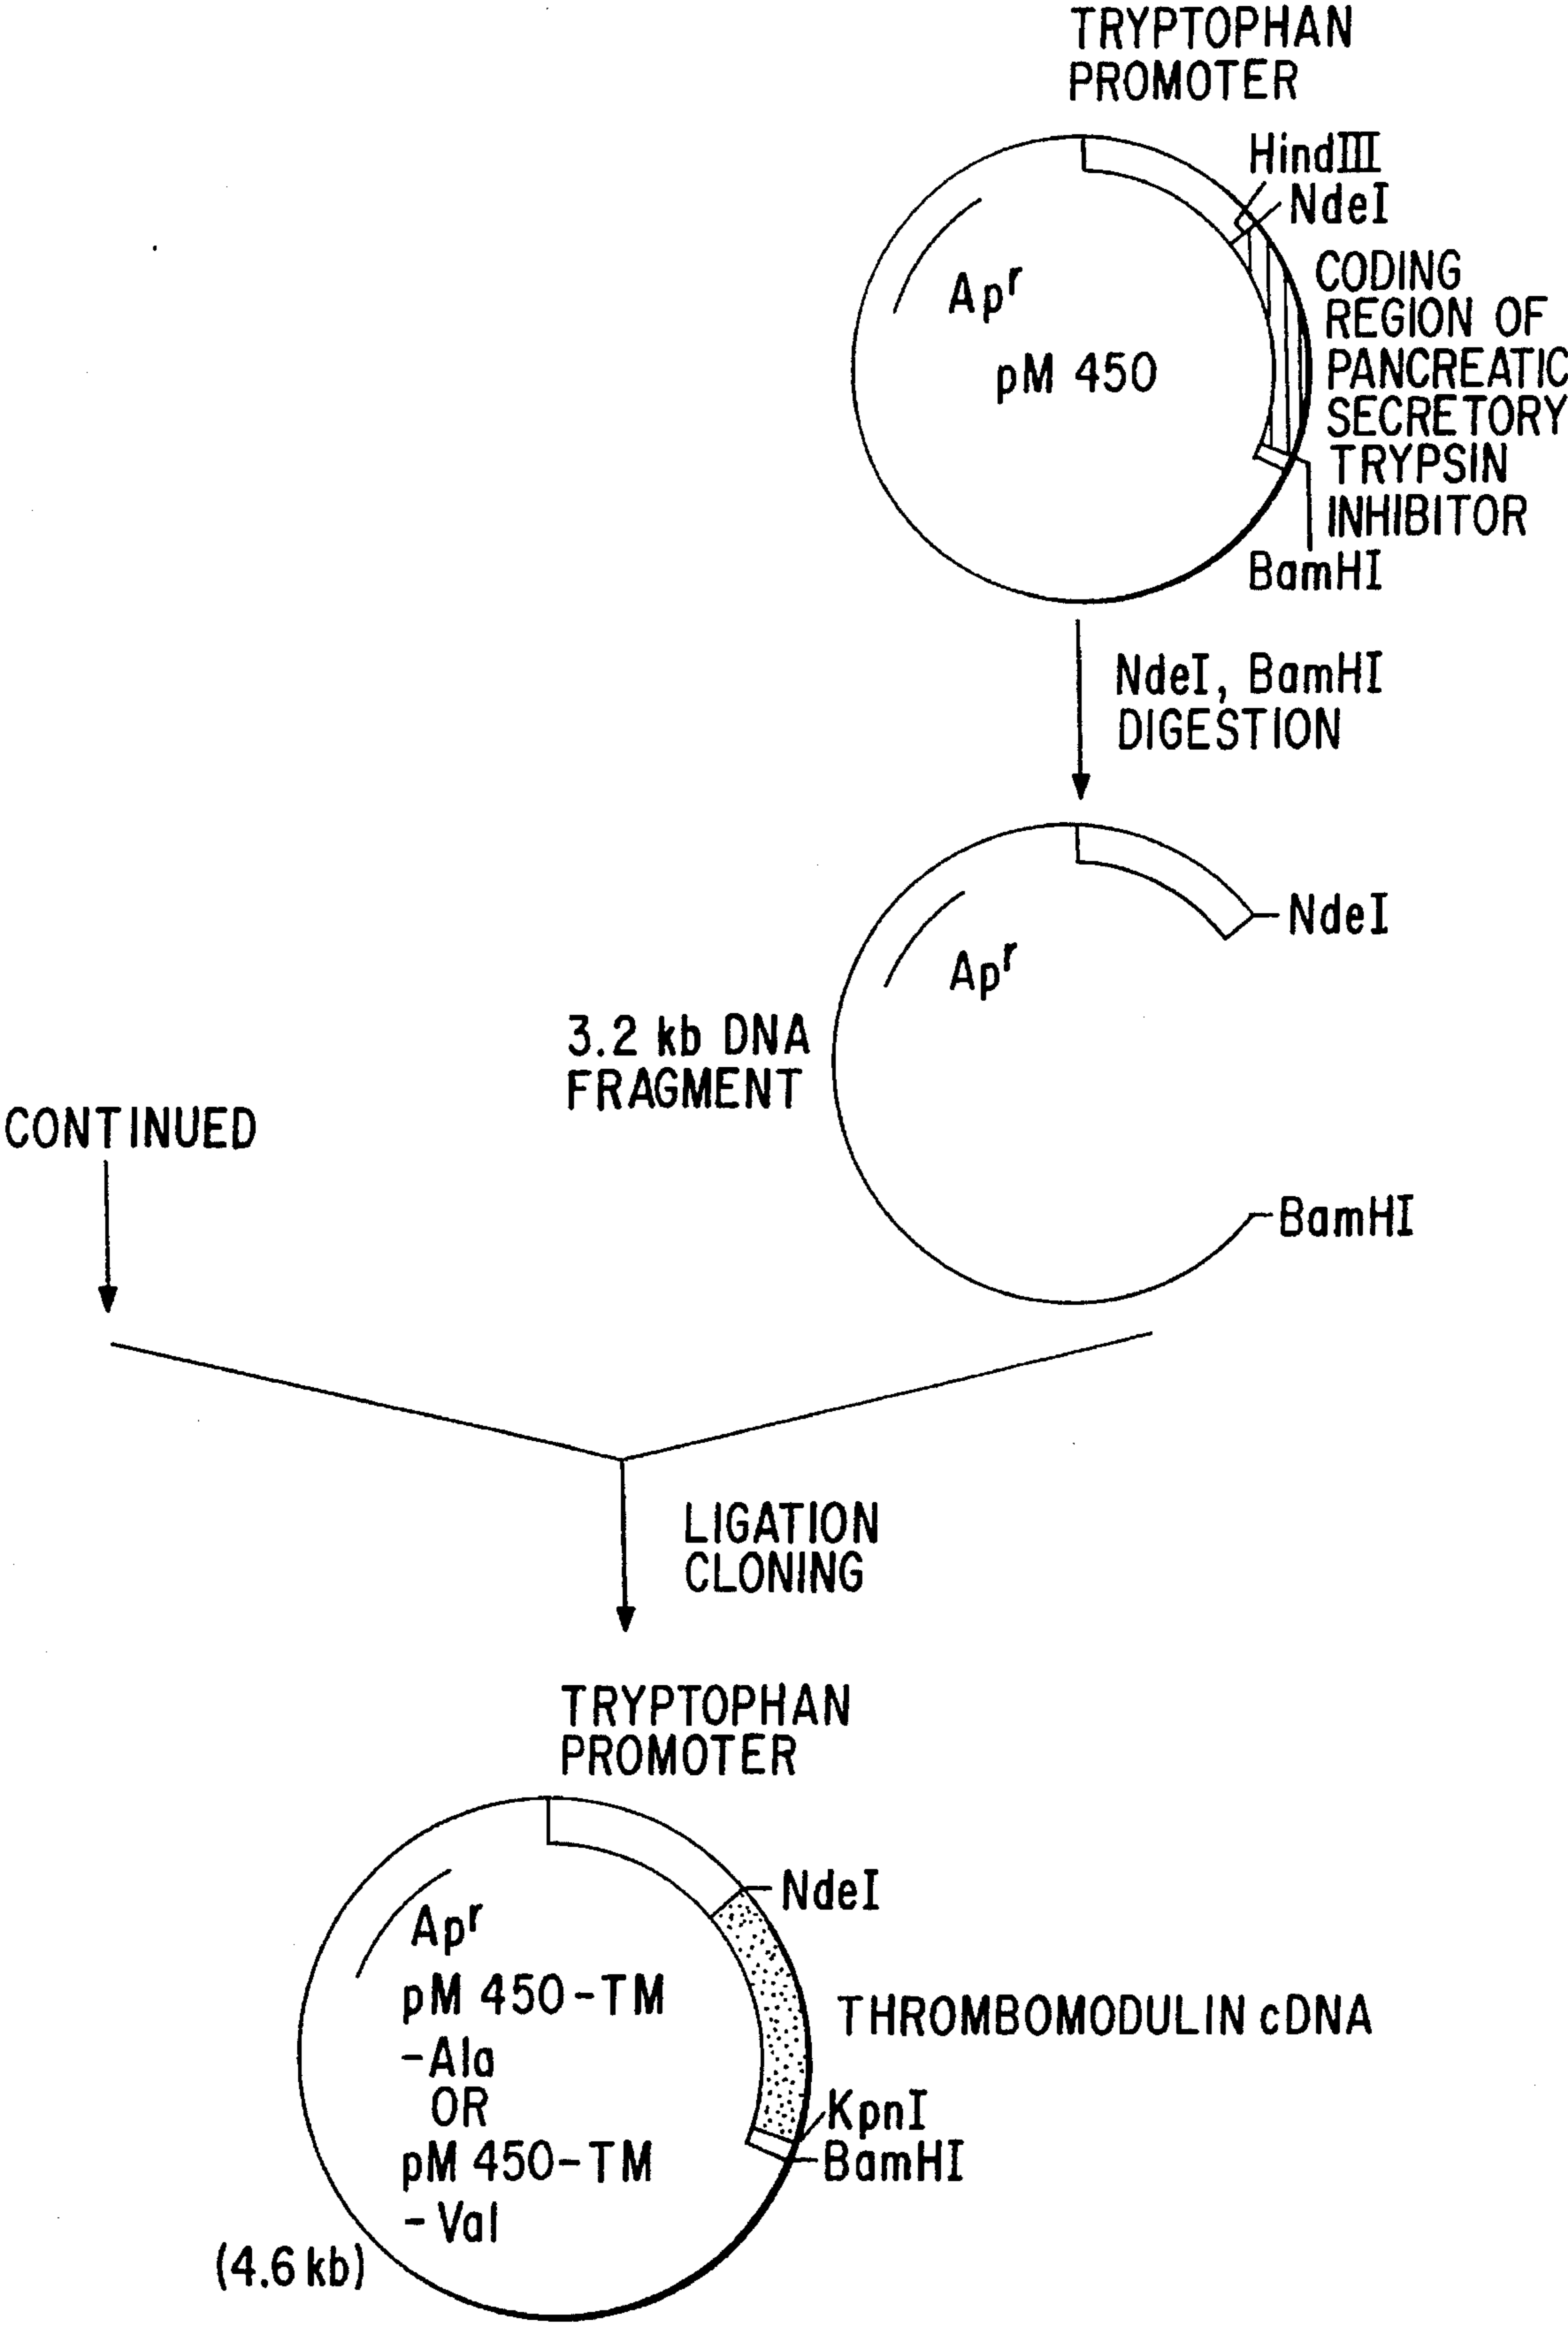 TRYPTOPHAN
PROMOTER
HindIII
NdeI
CODING
REGION OF
PANCREATIC
SECRETORY
TRYPSIN
INHIBITOR
BamHI
Apr
pM 450
NdeI, BamHI
DIGESTION
NdeI
Apr
3.2 kb DNA
FRAGMENT
BamHI
CONTINUED
LIGATION
CLONING
TRYPTOPHAN
PROMOTER
NdeI
Apr
pM 450-TM
-Ala
OR
pM 450-TM
-Val
THROMBOMODULIN cDNA
KpnI
BamHI
(4.6 kb)